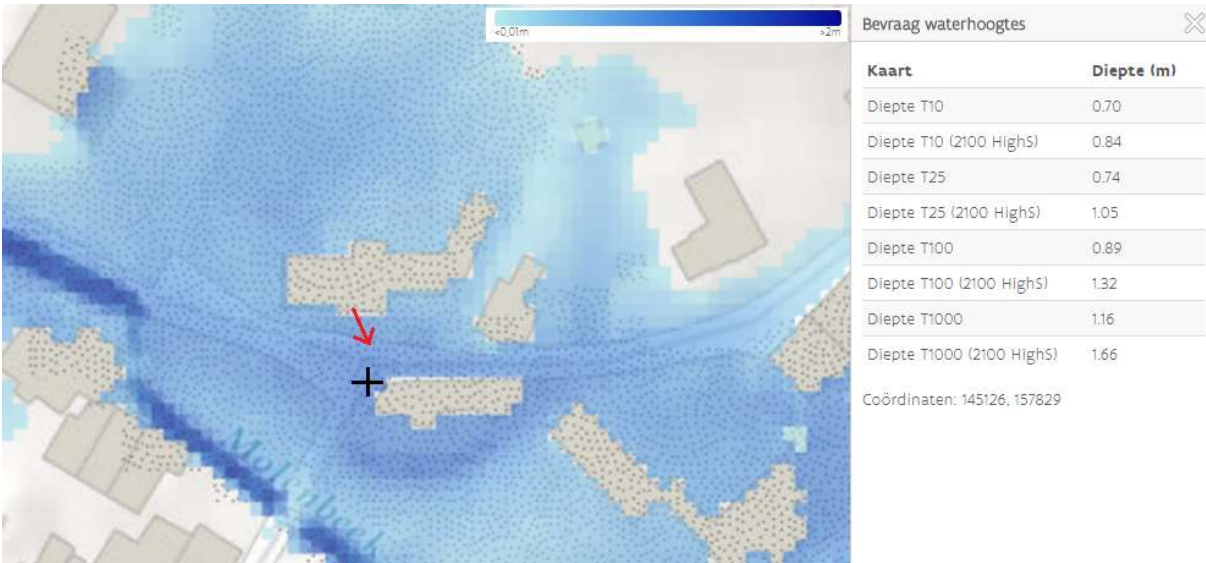 <0,01m >2m
Molenbeek
Bevraag waterhoogtes
Kaart Diepte (m)
Diepte T10 0.70
Diepte T10 (2100 HighS) 0.84
Diepte T25 0.74
Diepte T25 (2100 HighS) 1.05
Diepte T100 0.89
Diepte T100 (2100 HighS) 1.32
Diepte T1000 1.16
Diepte T1000 (2100 HighS) 1.66
Coördinaten: 145126, 157829